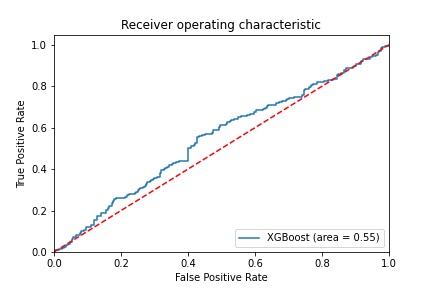 Receiver operating characteristic
1.0
0.8
0.6
0.4
0.2
0.0
True Positive Rate
XGBoost (area = 0.55)
0.0 0.2 0.4 0.6 0.8 1.0
False Positive Rate